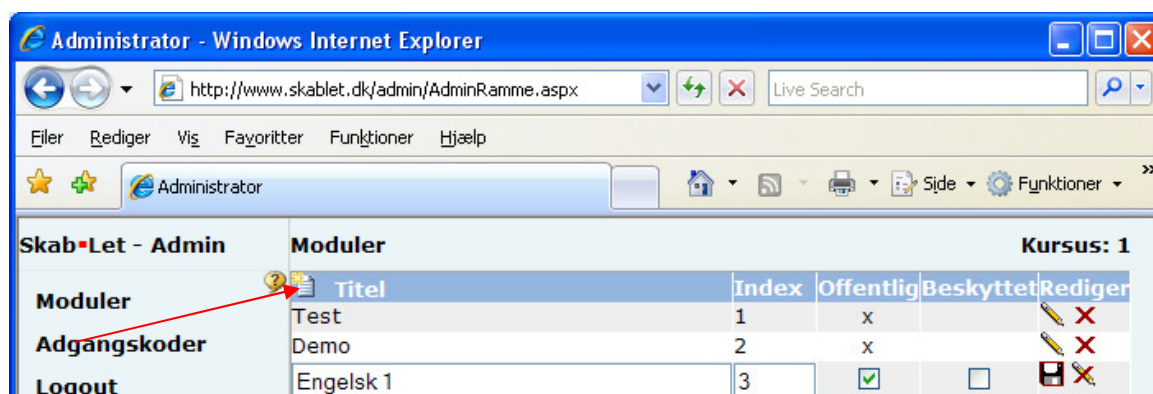 Administrator - Windows Internet Explorer
http://www.skablet.dk/admin/AdminRamme.aspx Live Search
Filer Rediger Vis Favoritter Funktioner Hjælp
Administrator Side Funktioner »
Skab▪Let - Admin
Moduler
Adgangskoder
Logout
Moduler Kursus: 1
Titel Index Offentlig Beskyttet Rediger
Test 1 x
Demo 2 x
Engelsk 1 3